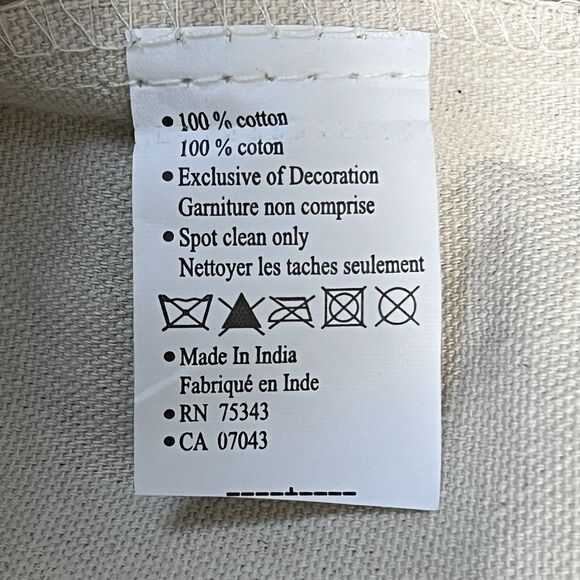 • 100 % cotton
100 % coton
• Exclusive of Decoration
Garniture non comprise
• Spot clean only
Nettoyer les taches seulement
• Made In India
Fabriqué en Inde
• RN 75343
• CA 07043